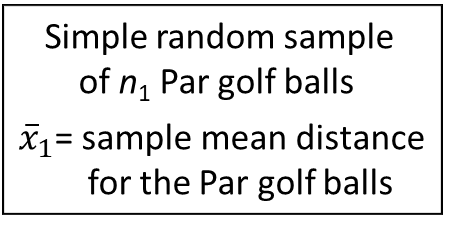 Simple random sample
of n₁ Par golf balls
x̄₁= sample mean distance
for the Par golf balls